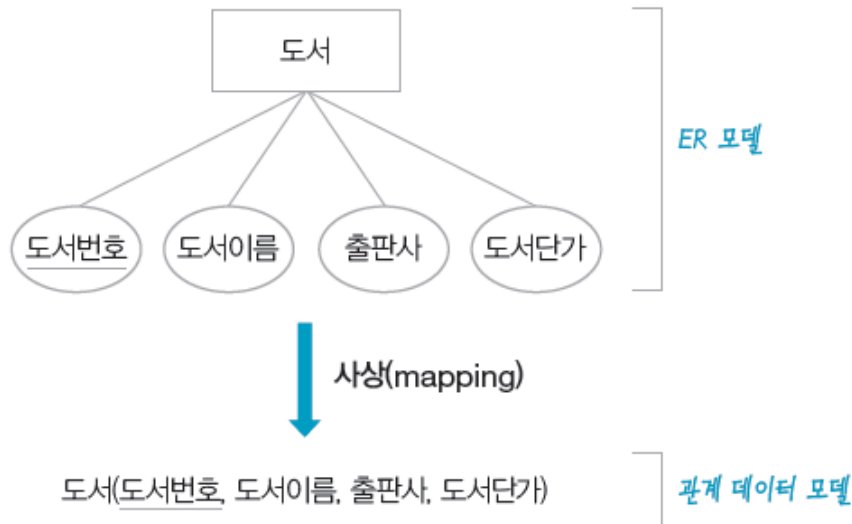 도서
ER 모델
도서번호 도서이름 출판사 도서단가
사상(mapping)
도서(도서번호, 도서이름, 출판사, 도서단가)
관계 데이터 모델